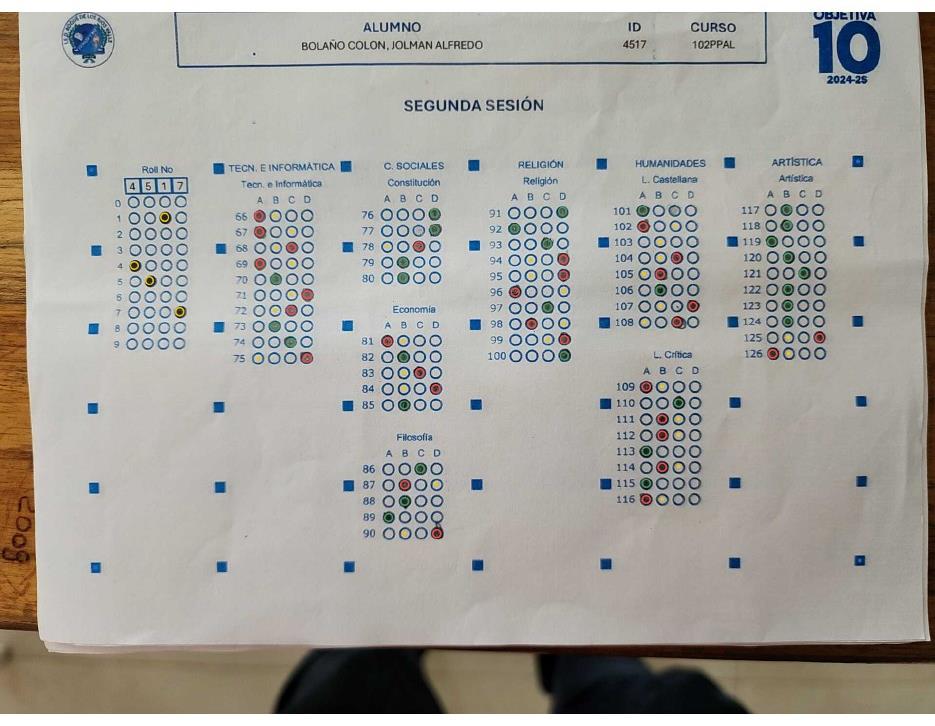 ALUMNO ID CURSO
BOLAÑO COLON, JOLMAN ALFREDO 4517 102PPAL
OBJETIVA
10
2024-2S
SEGUNDA SESIÓN
Roll No
4 5 1 7
0
1
2
3
4
5
6
7
8
9
TECN. E INFORMÁTICA
Tecn. e Informática
A B C D
66
67
68
69
70
71
72
73
74
75
C. SOCIALES
Constitución
A B C D
76
77
78
79
80
Economía
A B C D
81
82
83
84
85
Filosofía
A B C D
86
87
88
89
90
RELIGIÓN
Religión
A B C D
91
92
93
94
95
96
97
98
99
100
HUMANIDADES
L. Castellana
A B C D
101
102
103
104
105
106
107
108
L. Crítica
A B C D
109
110
111
112
113
114
115
116
ARTÍSTICA
Artística
A B C D
117
118
119
120
121
122
123
124
125
126